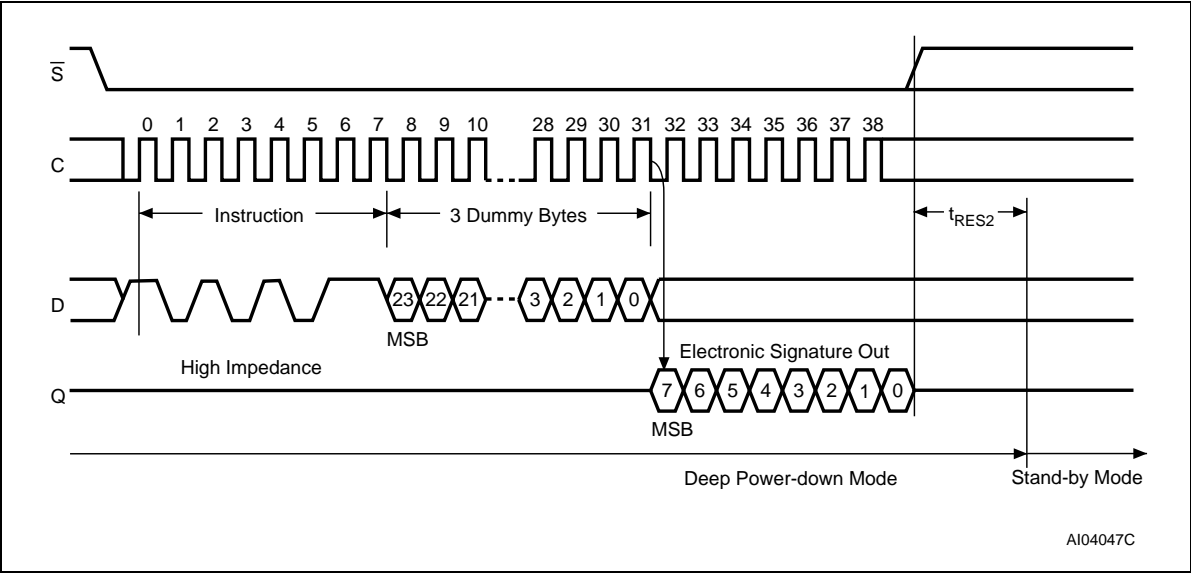 S
0 1 2 3 4 5 6 7 8 9 10 28 29 30 31 32 33 34 35 36 37 38
C
Instruction 3 Dummy Bytes tRES2
D
23 22 21 3 2 1 0
MSB
High Impedance Electronic Signature Out
Q
7 6 5 4 3 2 1 0
MSB
Deep Power-down Mode Stand-by Mode
AI04047C